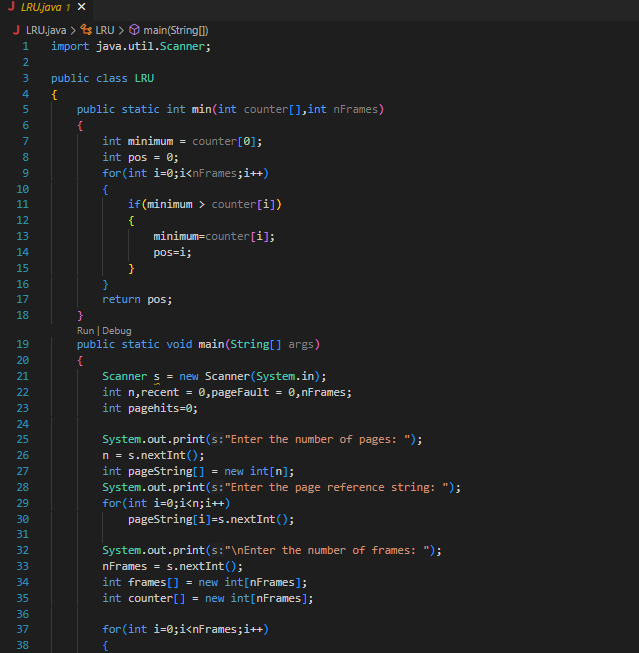 LRU.java 1 ×
LRU.java > LRU > main(String[])
1 import java.util.Scanner;
2
3 public class LRU
4 {
5 public static int min(int counter[],int nFrames)
6 {
7 int minimum = counter[0];
8 int pos = 0;
9 for(int i=0;i<nFrames;i++)
10 {
11 if(minimum > counter[i])
12 {
13 minimum=counter[i];
14 pos=i;
15 }
16 }
17 return pos;
18 }
Run | Debug
19 public static void main(String[] args)
20 {
21 Scanner s = new Scanner(System.in);
22 int n,recent = 0,pageFault = 0,nFrames;
23 int pagehits=0;
24
25 System.out.print(s:"Enter the number of pages: ");
26 n = s.nextInt();
27 int pageString[] = new int[n];
28 System.out.print(s:"Enter the page reference string: ");
29 for(int i=0;i<n;i++)
30 pageString[i]=s.nextInt();
31
32 System.out.print(s:"\nEnter the number of frames: ");
33 nFrames = s.nextInt();
34 int frames[] = new int[nFrames];
35 int counter[] = new int[nFrames];
36
37 for(int i=0;i<nFrames;i++)
38 {